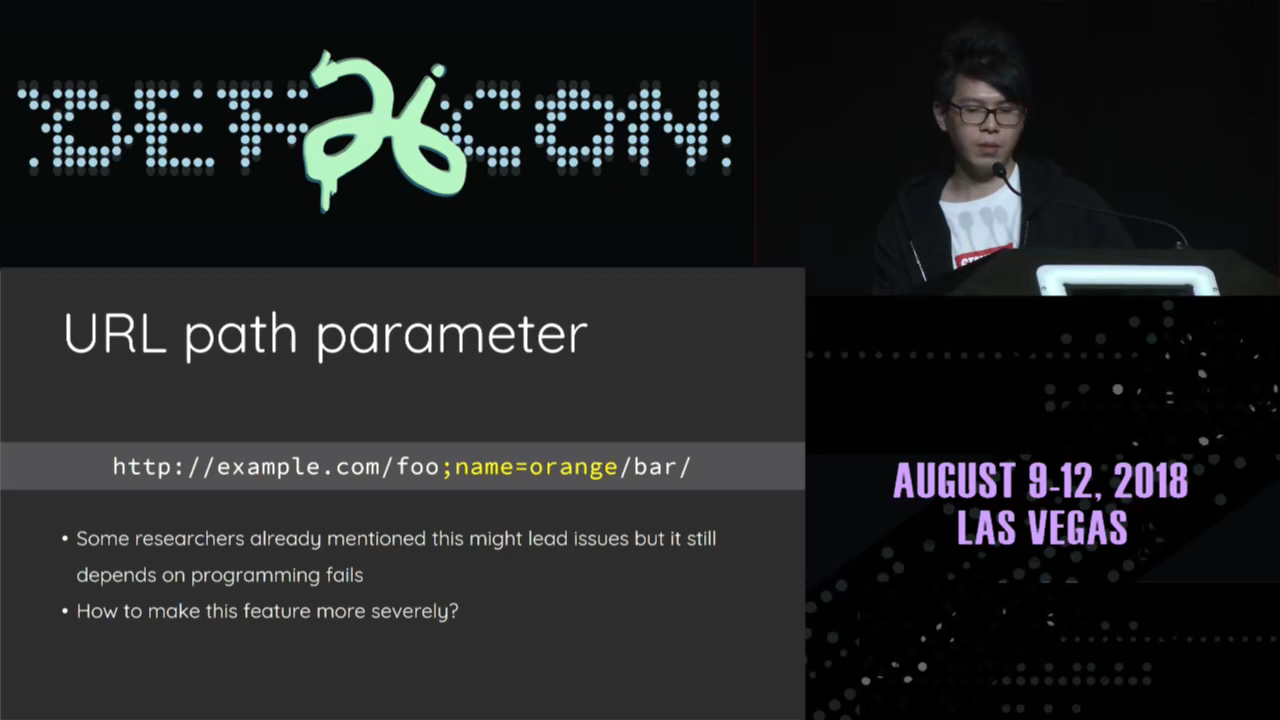 DEF 26 CON
URL path parameter
http://example.com/foo;name=orange/bar/
• Some researchers already mentioned this might lead issues but it still
depends on programming fails
• How to make this feature more severely?
AUGUST 9-12, 2018
LAS VEGAS